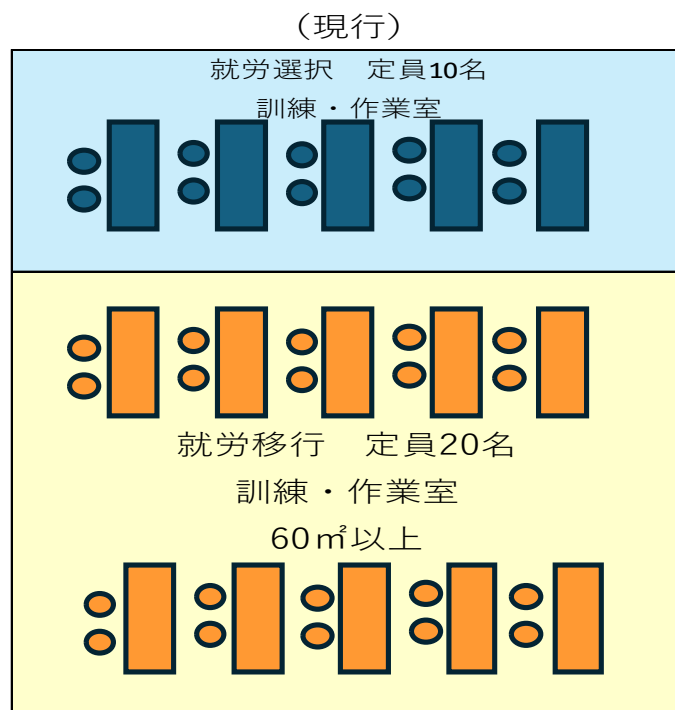 （現行）
就労選択　定員10名
訓練・作業室
就労移行　定員20名
訓練・作業室
60㎡以上